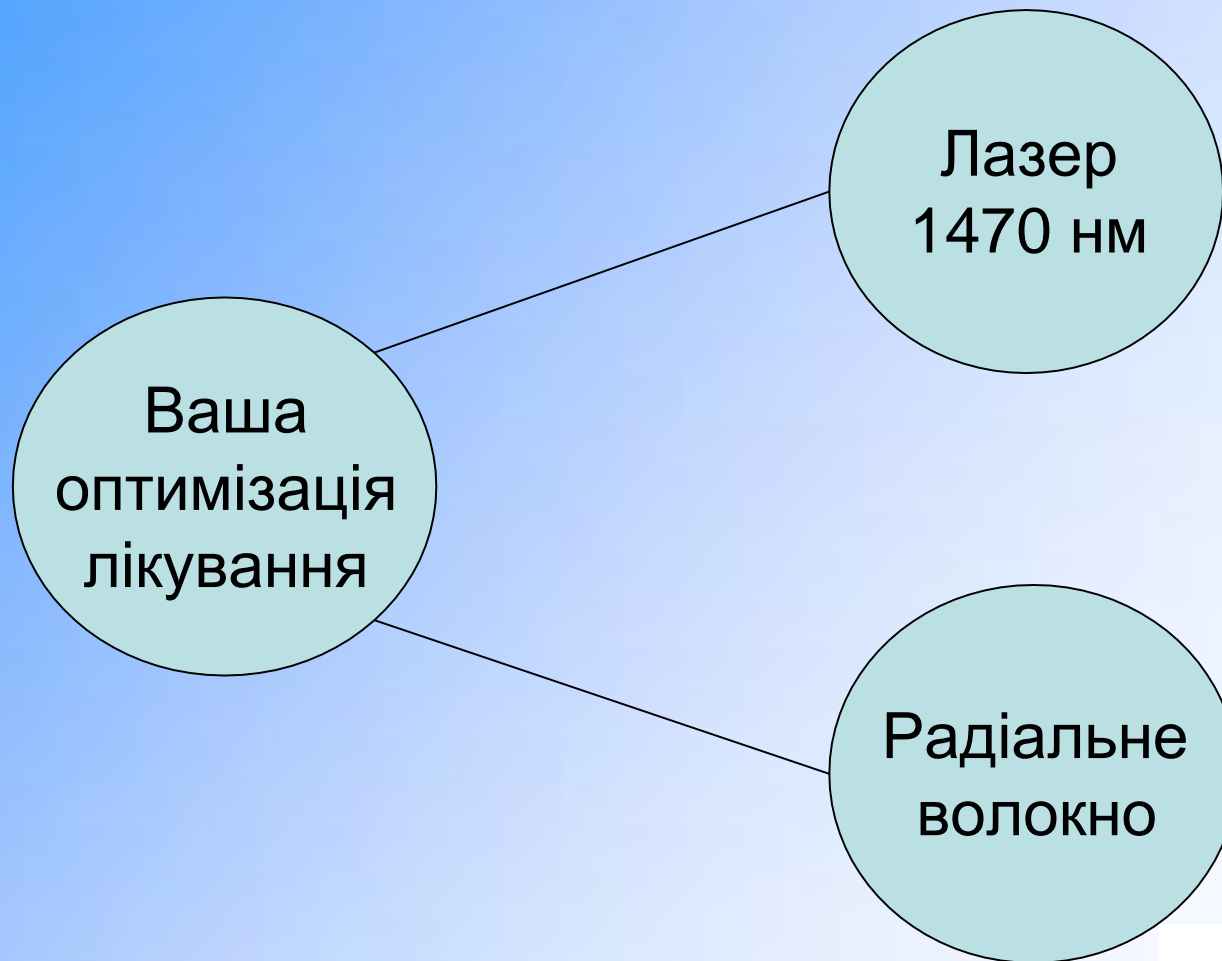 Лазер
1470 нм
Ваша
оптимізація
лікування
Радіальне
волокно